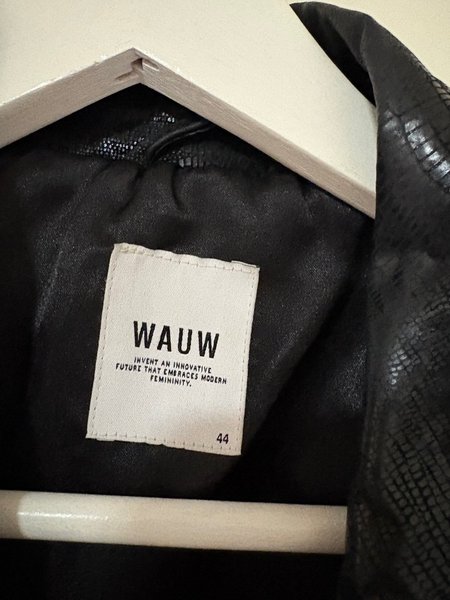 WAUW
INVENT AN INNOVATIVE
FUTURE THAT EMBRACES MODERN
FEMININITY.
44